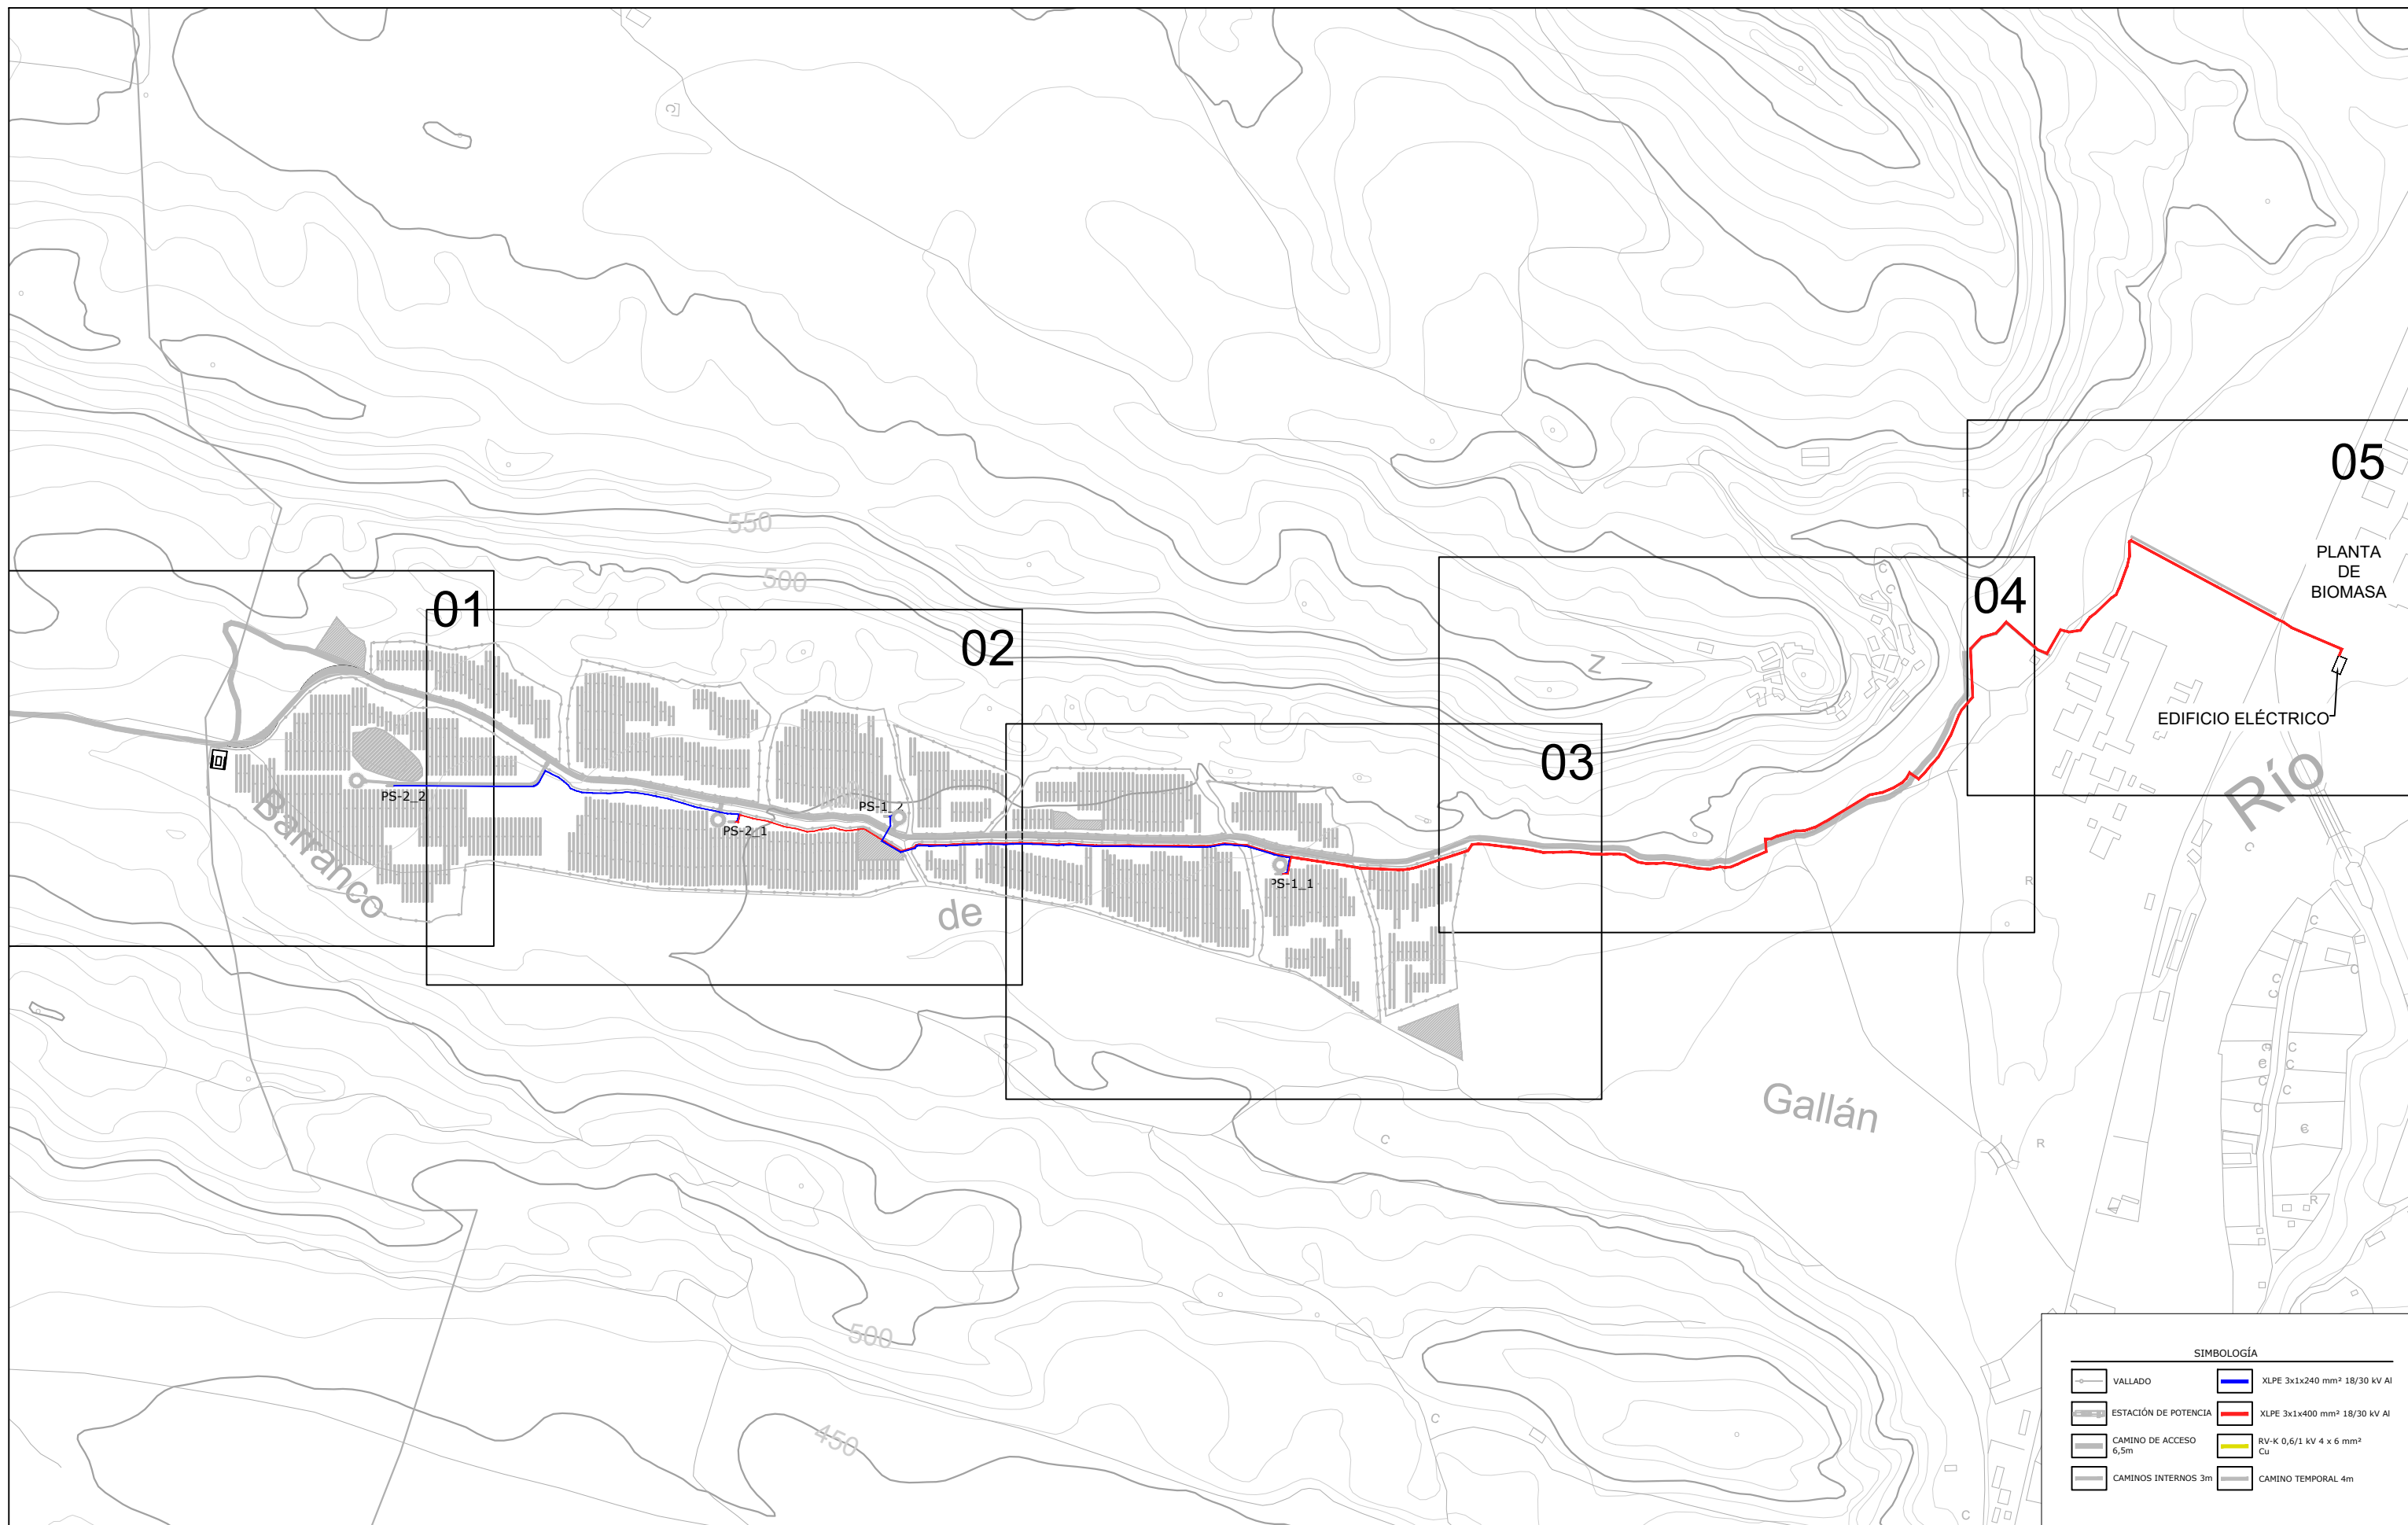 05
PLANTA
DE
BIOMASA
550
500
01
04
02
Z
EDIFICIO ELÉCTRICO
03
Río
PS-2_2
PS-1_2
Barranco
PS-2_1
PS-1_1
de
Gallán
500
450
SIMBOLOGÍA
VALLADO
XLPE 3x1x240 mm² 18/30 kV Al
ESTACIÓN DE POTENCIA
XLPE 3x1x400 mm² 18/30 kV Al
CAMINO DE ACCESO
6,5m
RV-K 0,6/1 kV 4 x 6 mm²
Cu
CAMINOS INTERNOS 3m
CAMINO TEMPORAL 4m